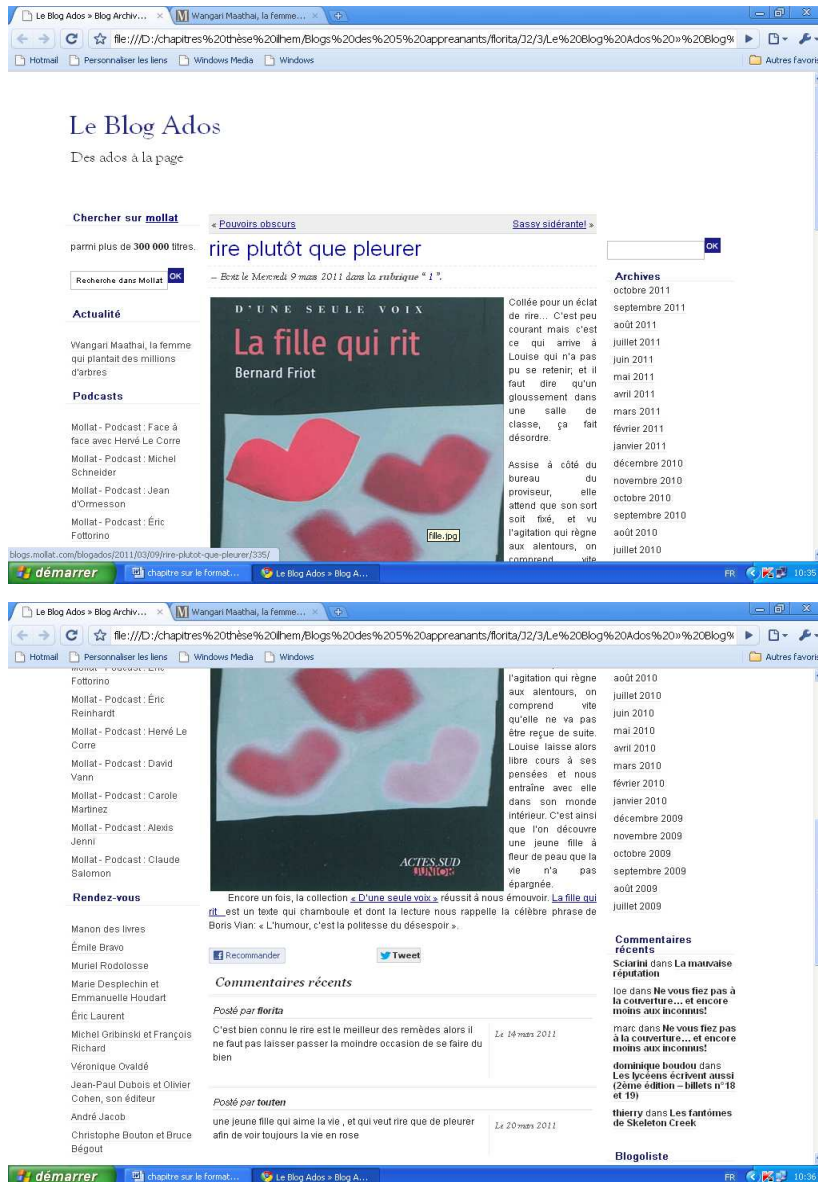 Le Blog Ados » Blog Archiv...
Wangari Maathai, la femme...
file:///D:/chapitres%20thèse%20ilhem/Blogs%20des%205%20appreanants/florita/J2/3/Le%20Blog%20Ados%20»%20Blog%
Hotmail
Personnaliser les liens
Windows Media
Windows
Autres favoris
Le Blog Ados
Des ados à la page
Chercher sur mollat
parmi plus de 300 000 titres.
Recherche dans Mollat OK
Actualité
Wangari Maathai, la femme
qui plantait des millions
d'arbres
Podcasts
Mollat - Podcast : Face à
face avec Hervé Le Corre
Mollat - Podcast : Michel
Schneider
Mollat - Podcast : Jean
d'Ormesson
Mollat - Podcast : Éric
Fottorino
« Pouvoirs obscurs
Sassy sidérante! »
rire plutôt que pleurer
– Ecrit le Mercredi 9 mars 2011 dans la rubrique “ 1 ”.
D'UNE SEULE VOIX
La fille qui rit
Bernard Friot
fille.jpg
Collée pour un éclat
de rire... C'est peu
courant mais c'est
ce qui arrive à
Louise qui n'a pas
pu se retenir; et il
faut dire qu'un
gloussement dans
une salle de
classe, ça fait
désordre.
Assise à côté du
bureau du
proviseur, elle
attend que son sort
soit fixé, et vu
l'agitation qui règne
aux alentours, on
comprend vite
OK
Archives
octobre 2011
septembre 2011
août 2011
juillet 2011
juin 2011
mai 2011
avril 2011
mars 2011
février 2011
janvier 2011
décembre 2010
novembre 2010
octobre 2010
septembre 2010
août 2010
juillet 2010
blogs.mollat.com/blogados/2011/03/09/rire-plutot-que-pleurer/335/
démarrer
chapitre sur le format...
Le Blog Ados » Blog A...
FR
10:35
Le Blog Ados » Blog Archiv...
Wangari Maathai, la femme...
file:///D:/chapitres%20thèse%20ilhem/Blogs%20des%205%20appreanants/florita/J2/3/Le%20Blog%20Ados%20»%20Blog%
Hotmail
Personnaliser les liens
Windows Media
Windows
Autres favoris
Mollat - Podcast : Éric
Fottorino
Mollat - Podcast : Éric
Reinhardt
Mollat - Podcast : Hervé Le
Corre
Mollat - Podcast : David
Vann
Mollat - Podcast : Carole
Martinez
Mollat - Podcast : Alexis
Jenni
Mollat - Podcast : Claude
Salomon
Rendez-vous
Manon des livres
Émile Bravo
Muriel Rodolosse
Marie Desplechin et
Emmanuelle Houdart
Éric Laurent
Michel Gribinski et François
Richard
Véronique Ovaldé
Jean-Paul Dubois et Olivier
Cohen, son éditeur
André Jacob
Christophe Bouton et Bruce
Bégout
ACTES SUD
JUNIOR
l'agitation qui règne
aux alentours, on
comprend vite
qu'elle ne va pas
être reçue de suite.
Louise laisse alors
libre cours à ses
pensées et nous
entraîne avec elle
dans son monde
intérieur. C'est ainsi
que l'on découvre
une jeune fille à
fleur de peau que la
vie n'a pas
épargnée.
Encore un fois, la collection « D'une seule voix » réussit à nous émouvoir. La fille qui
rit est un texte qui chamboule et dont la lecture nous rappelle la célèbre phrase de
Boris Vian: « L'humour, c'est la politesse du désespoir ».
Recommander
Tweet
Commentaires récents
Posté par florita
C'est bien connu le rire est le meilleur des remèdes alors il
ne faut pas laisser passer la moindre occasion de se faire du
bien
Le 14 mars 2011
Posté par touten
une jeune fille qui aime la vie , et qui veut rire que de pleurer
afin de voir toujours la vie en rose
Le 20 mars 2011
août 2010
juillet 2010
juin 2010
mai 2010
avril 2010
mars 2010
février 2010
janvier 2010
décembre 2009
novembre 2009
octobre 2009
septembre 2009
août 2009
juillet 2009
Commentaires
récents
Sciarini dans La mauvaise
réputation
loe dans Ne vous fiez pas à
la couverture... et encore
moins aux inconnus!
marc dans Ne vous fiez pas
à la couverture... et encore
moins aux inconnus!
dominique boudou dans
Les lycéens écrivent aussi
(2ème édition – billets n°18
et 19)
thierry dans Les fantômes
de Skeleton Creek
Blogoliste
démarrer
chapitre sur le format...
Le Blog Ados » Blog A...
FR
10:36